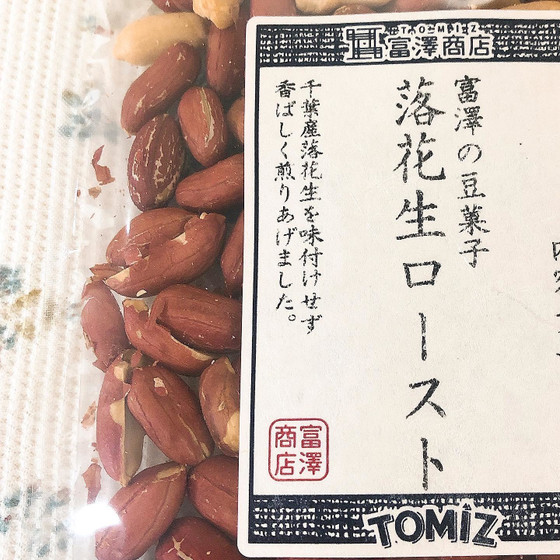 TOMIZ
富澤商店
富澤の豆菓子
落花生ロースト
千葉産落花生を味付けせず
香ばしく煎りあげました。
富澤
商店
TOMIZ